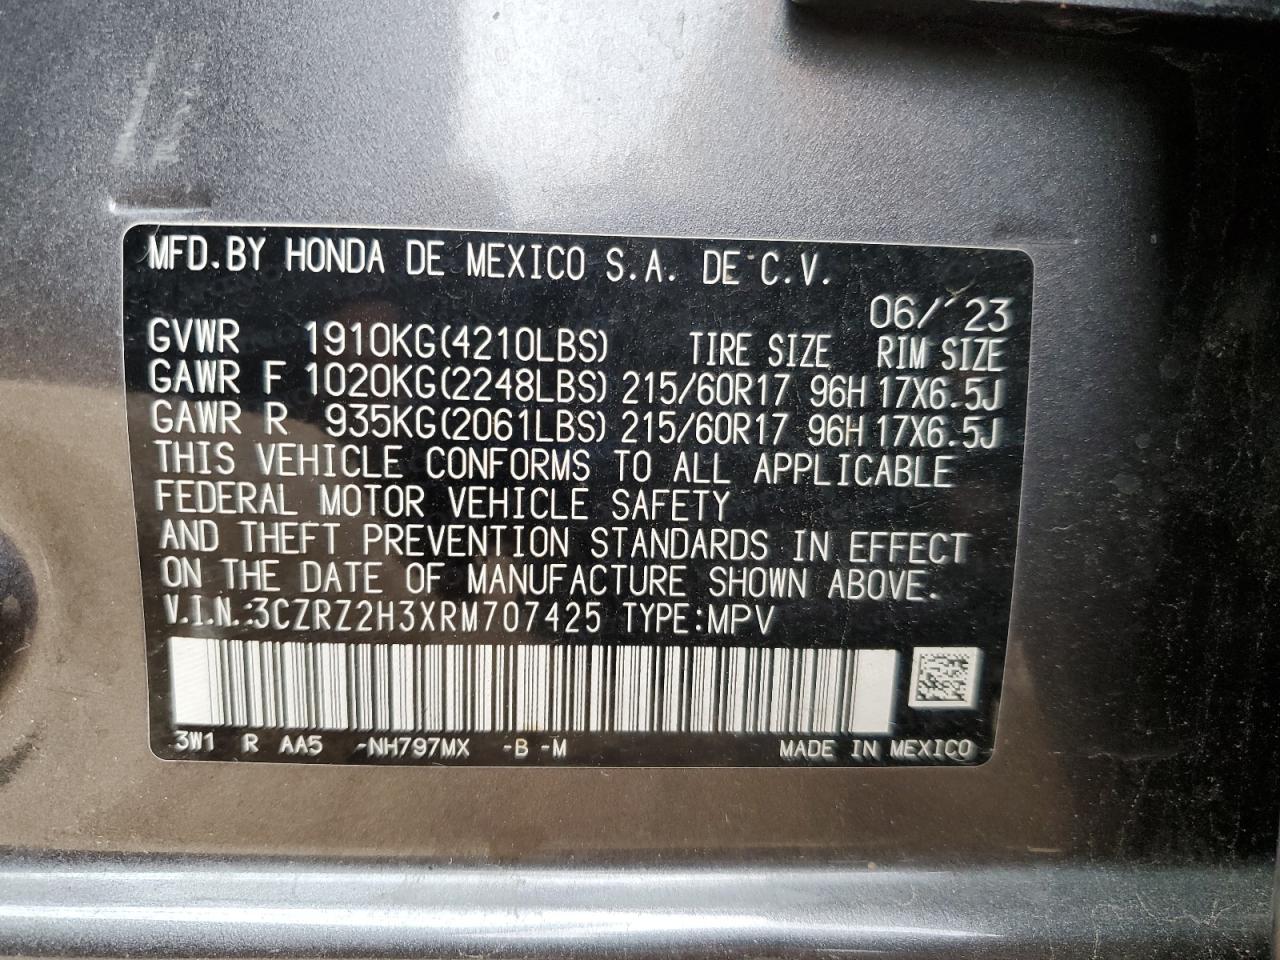 MFD.BY HONDA DE MEXICO S.A. DE C.V.
06/'23
GVWR 1910KG(4210LBS) TIRE SIZE RIM SIZE
GAWR F 1020KG(2248LBS) 215/60R17 96H 17X6.5J
GAWR R 935KG(2061LBS) 215/60R17 96H 17X6.5J
THIS VEHICLE CONFORMS TO ALL APPLICABLE
FEDERAL MOTOR VEHICLE SAFETY
AND THEFT PREVENTION STANDARDS IN EFFECT
ON THE DATE OF MANUFACTURE SHOWN ABOVE.
V.I.N.:3CZRZ2H3XRM707425 TYPE:MPV
3W1 R AA5 -NH797MX -B -M MADE IN MEXICO